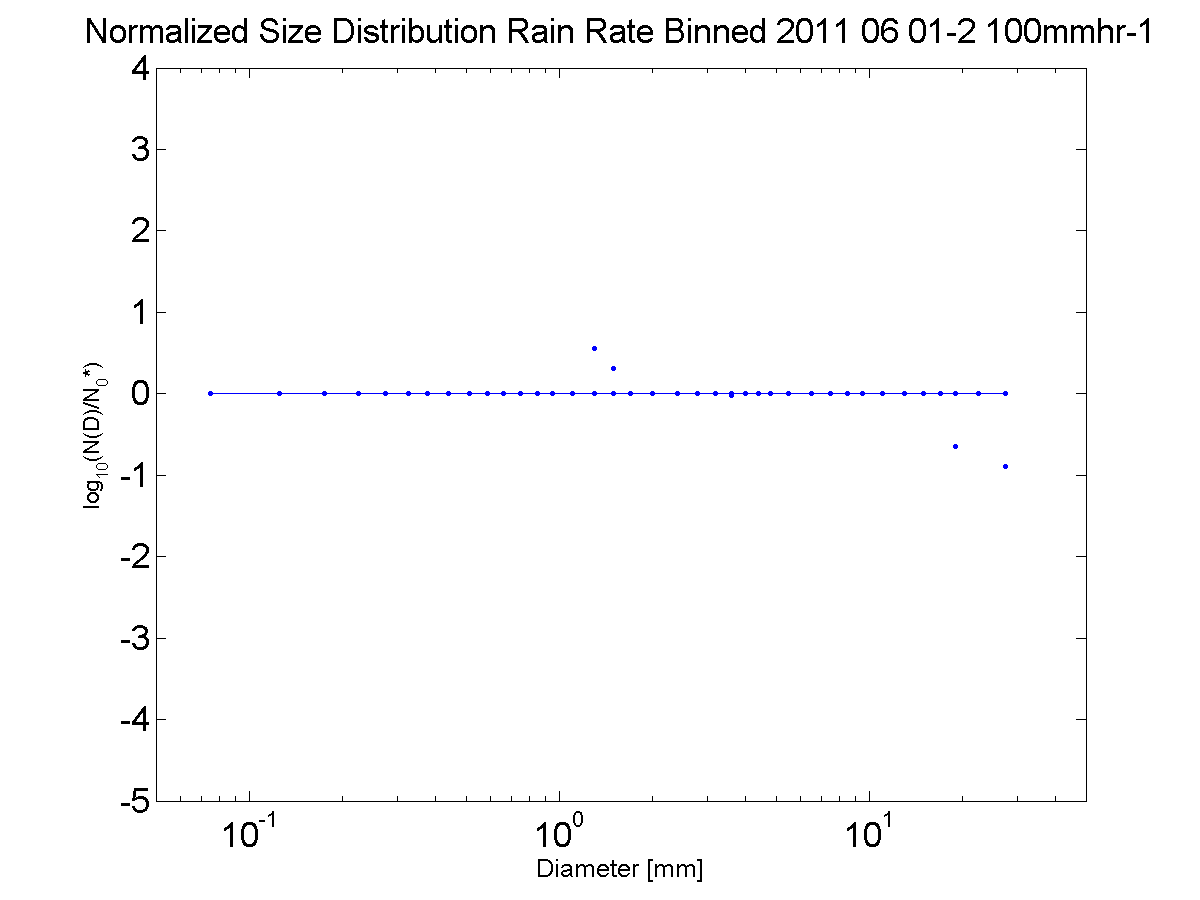 Normalized Size Distribution Rain Rate Binned 2011 06 01-2 100mmhr-1
4
3
2
1
0
-1
-2
-3
-4
-5
log₁₀(N(D)/N₀*)
10⁻¹ 10⁰ 10¹
Diameter [mm]